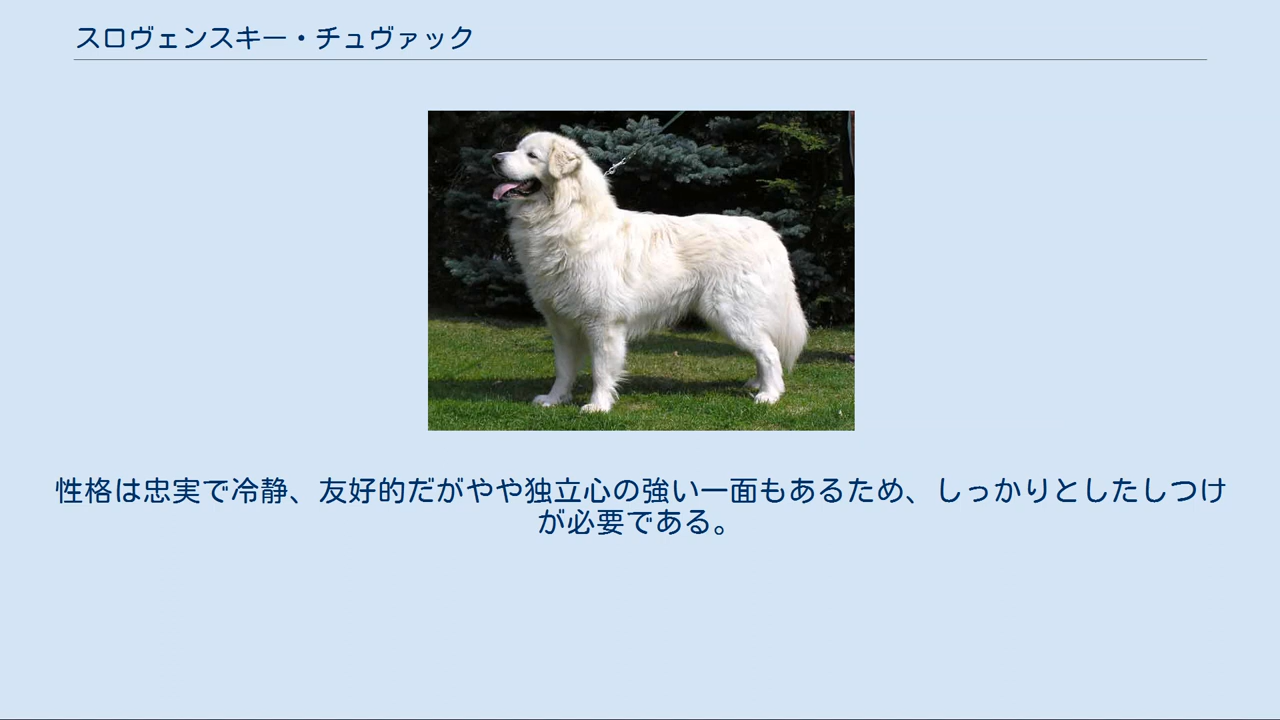 スロヴェンスキー・チュヴァック
性格は忠実で冷静、友好的だがやや独立心の強い一面もあるため、しっかりとしたしつけ
が必要である。